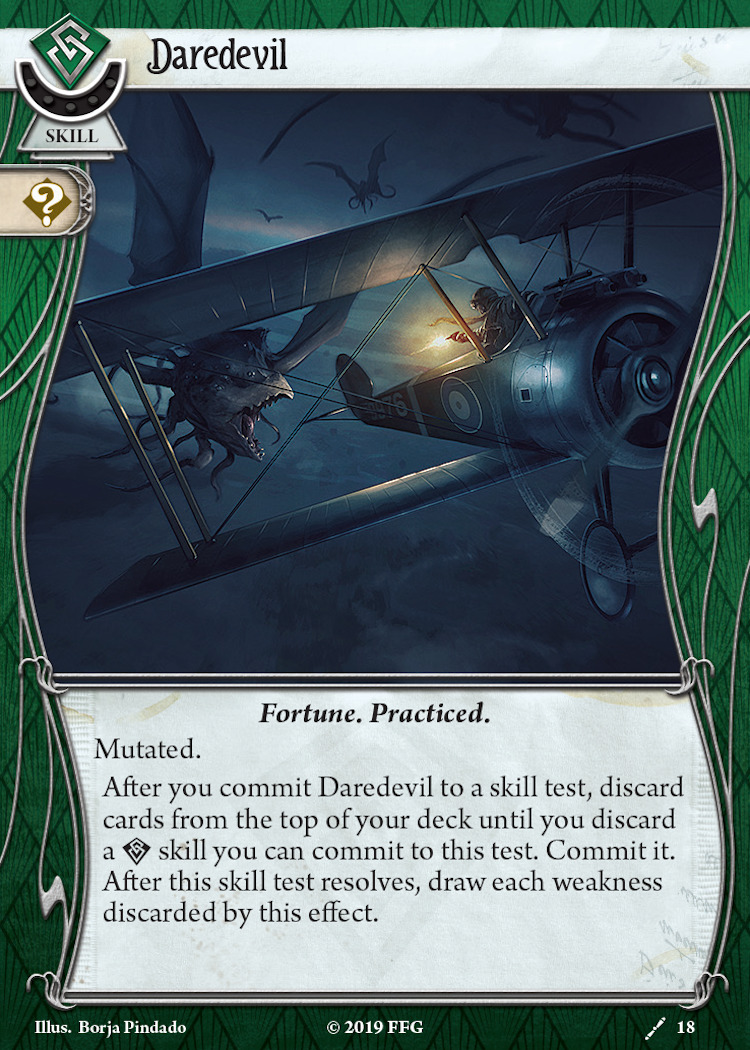 Daredevil
SKILL
?
Fortune. Practiced.
Mutated.
After you commit Daredevil to a skill test, discard
cards from the top of your deck until you discard
a skill you can commit to this test. Commit it.
After this skill test resolves, draw each weakness
discarded by this effect.
Illus. Borja Pindado
© 2019 FFG
18